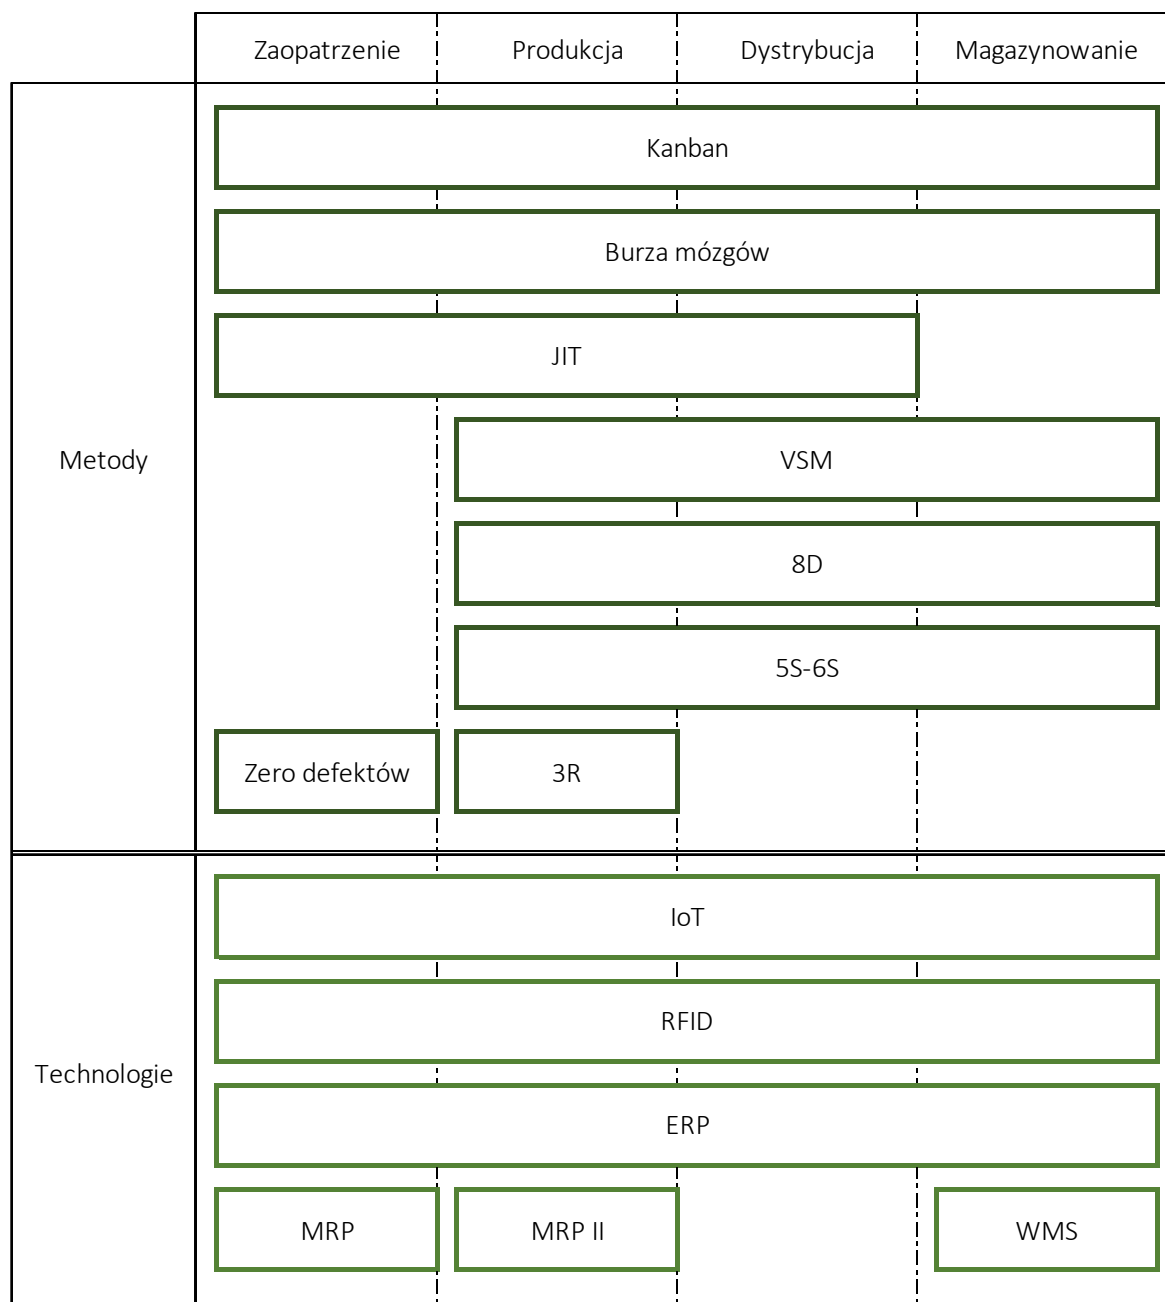 Zaopatrzenie
Produkcja
Dystrybucja
Magazynowanie
Metody
Kanban
Burza mózgów
JIT
VSM
8D
5S-6S
Zero defektów
3R
Technologie
IoT
RFID
ERP
MRP
MRP II
WMS